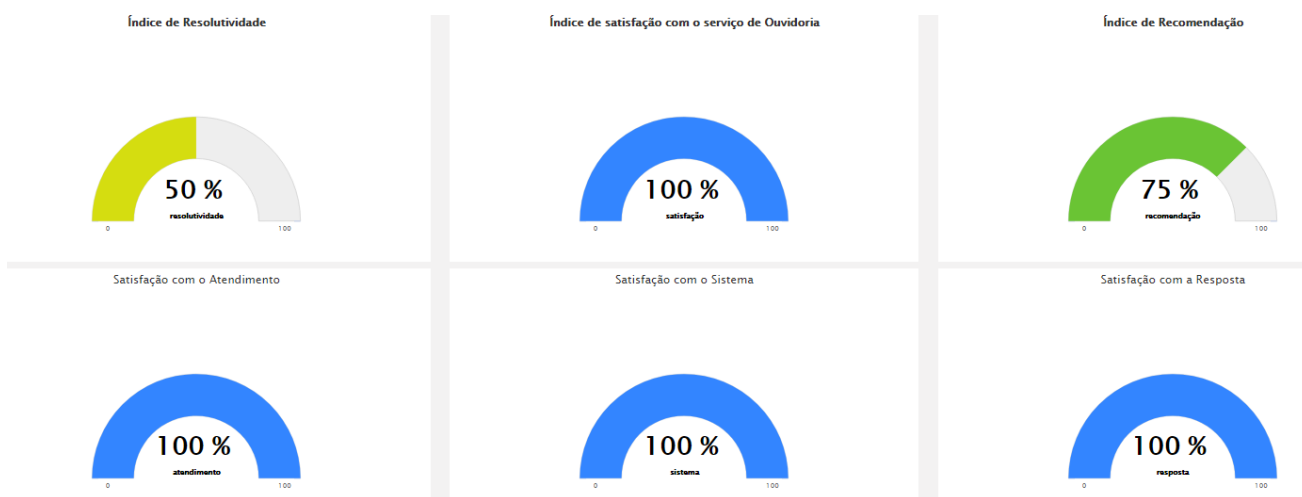 Índice de Resolutividade
50 %
resolutividade
0 100
Índice de satisfação com o serviço de Ouvidoria
100 %
satisfação
0 100
Índice de Recomendação
75 %
recomendação
0 100
Satisfação com o Atendimento
100 %
atendimento
0 100
Satisfação com o Sistema
100 %
sistema
0 100
Satisfação com a Resposta
100 %
resposta
0 100